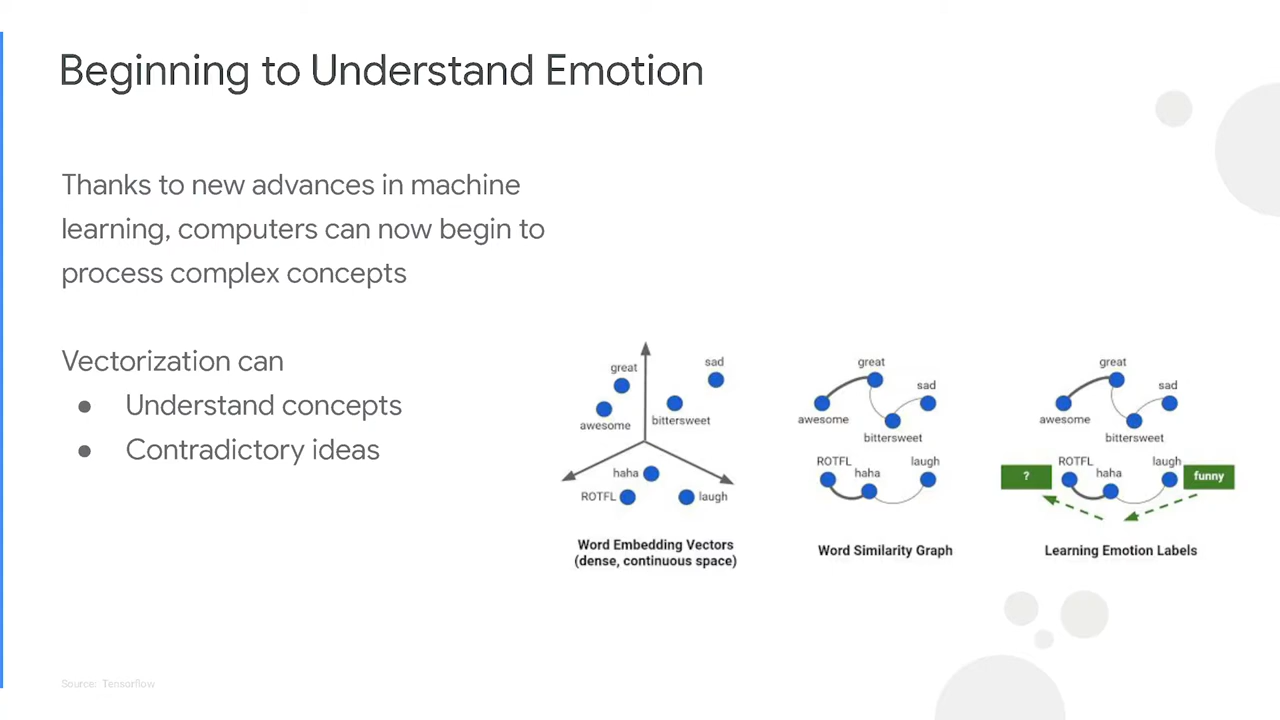 Beginning to Understand Emotion
Thanks to new advances in machine
learning, computers can now begin to
process complex concepts
Vectorization can
● Understand concepts
● Contradictory ideas
great
sad
awesome
bittersweet
haha
ROTFL
laugh
Word Embedding Vectors
(dense, continuous space)
great
sad
awesome
bittersweet
ROTFL
haha
laugh
Word Similarity Graph
great
sad
awesome
bittersweet
ROTFL
haha
laugh
?
funny
Learning Emotion Labels
Source: Tensorflow